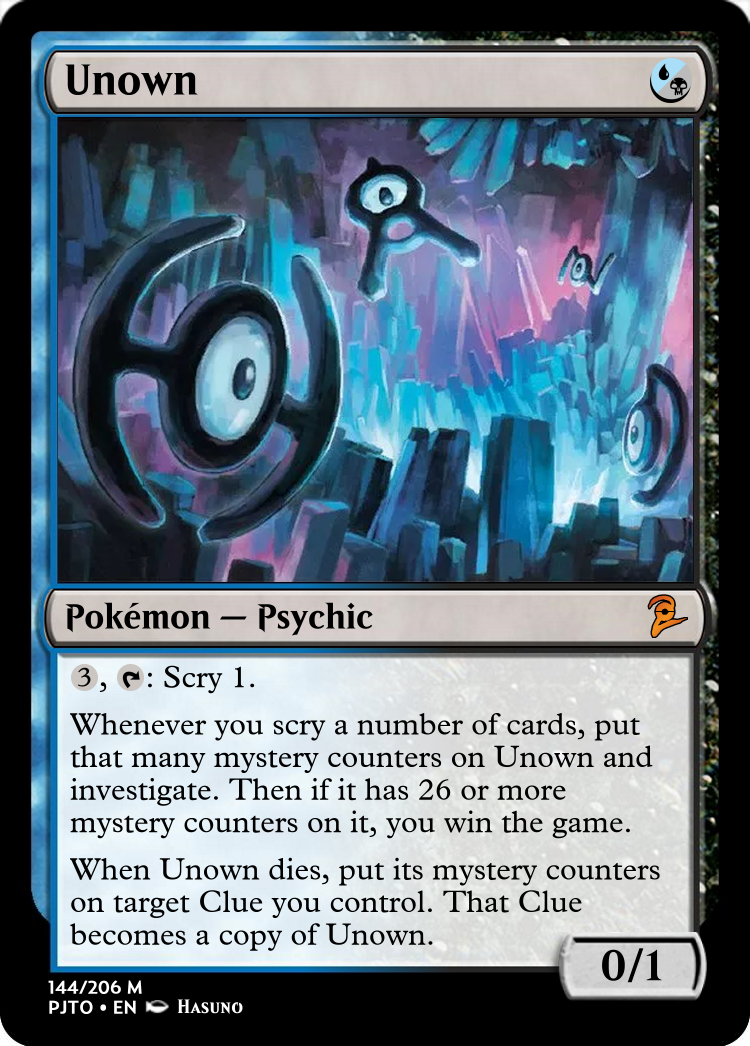 Unown
Pokémon — Psychic
3, : Scry 1.
Whenever you scry a number of cards, put
that many mystery counters on Unown and
investigate. Then if it has 26 or more
mystery counters on it, you win the game.
When Unown dies, put its mystery counters
on target Clue you control. That Clue
becomes a copy of Unown.
0/1
144/206 M
PJTO • EN Hasuno